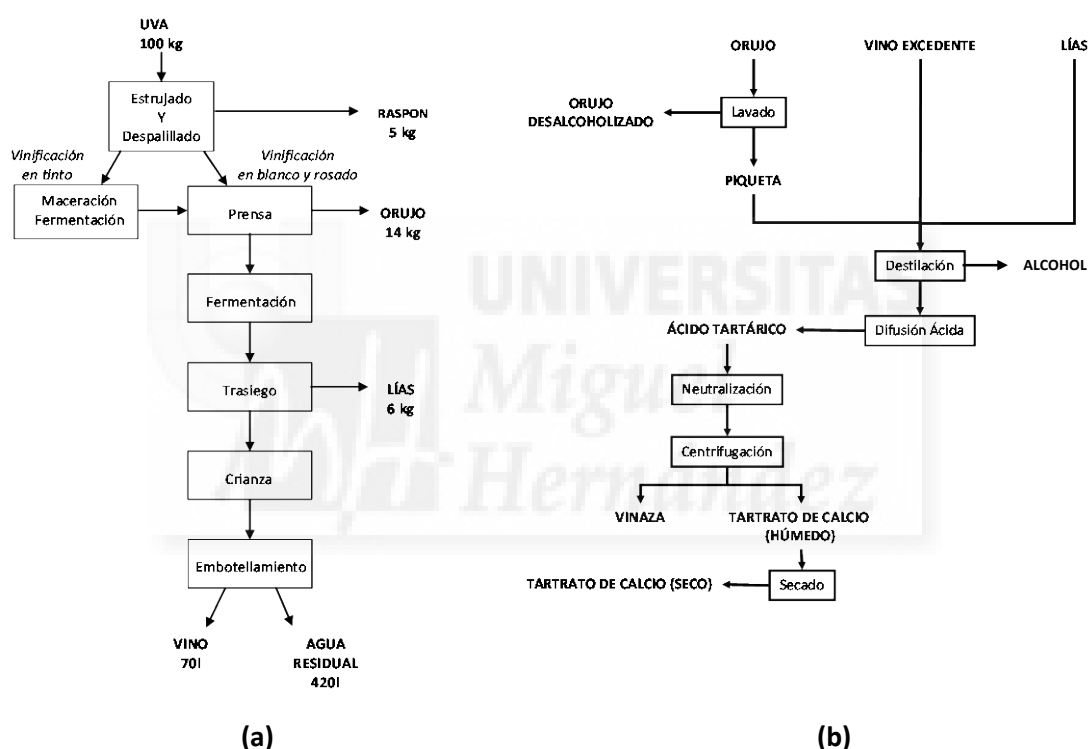 UVA
100 kg
Estrujado
Y
Despalillado
RASPON
5 kg
Vinificación
en tinto
Vinificación
en blanco y rosado
Maceración
Fermentación
Prensa
ORUJO
14 kg
Fermentación
Trasiego
LÍAS
6 kg
Crianza
Embotellamiento
VINO
70l
AGUA
RESIDUAL
420l
(a)
ORUJO
VINO EXCEDENTE
LÍAS
ORUJO
DESALCOHOLIZADO
Lavado
PIQUETA
Destilación
ALCOHOL
Difusión Ácida
ÁCIDO TARTÁRICO
Neutralización
Centrifugación
VINAZA
TARTRATO DE CALCIO
(HÚMEDO)
TARTRATO DE CALCIO (SECO)
Secado
(b)
UNIVERSITAS
Miguel
Hernández